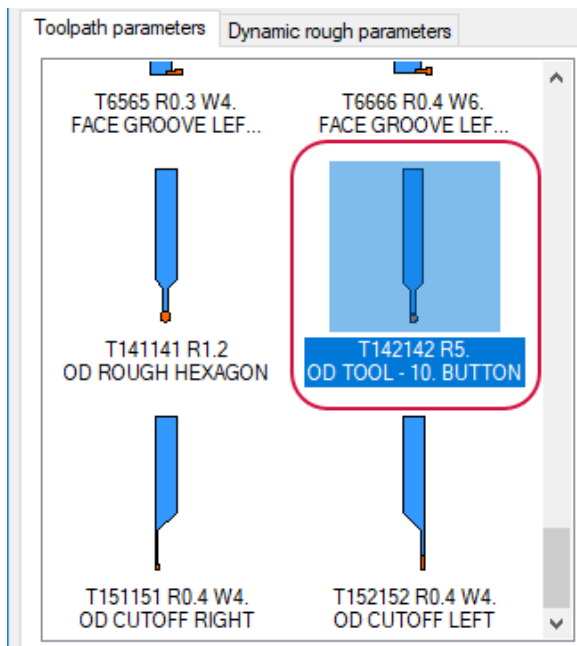 Toolpath parameters
Dynamic rough parameters
T6565 R0.3 W4.
FACE GROOVE LEF...
T6666 R0.4 W6.
FACE GROOVE LEF...
T141141 R1.2
OD ROUGH HEXAGON
T142142 R5.
OD TOOL - 10. BUTTON
T151151 R0.4 W4.
OD CUTOFF RIGHT
T152152 R0.4 W4.
OD CUTOFF LEFT